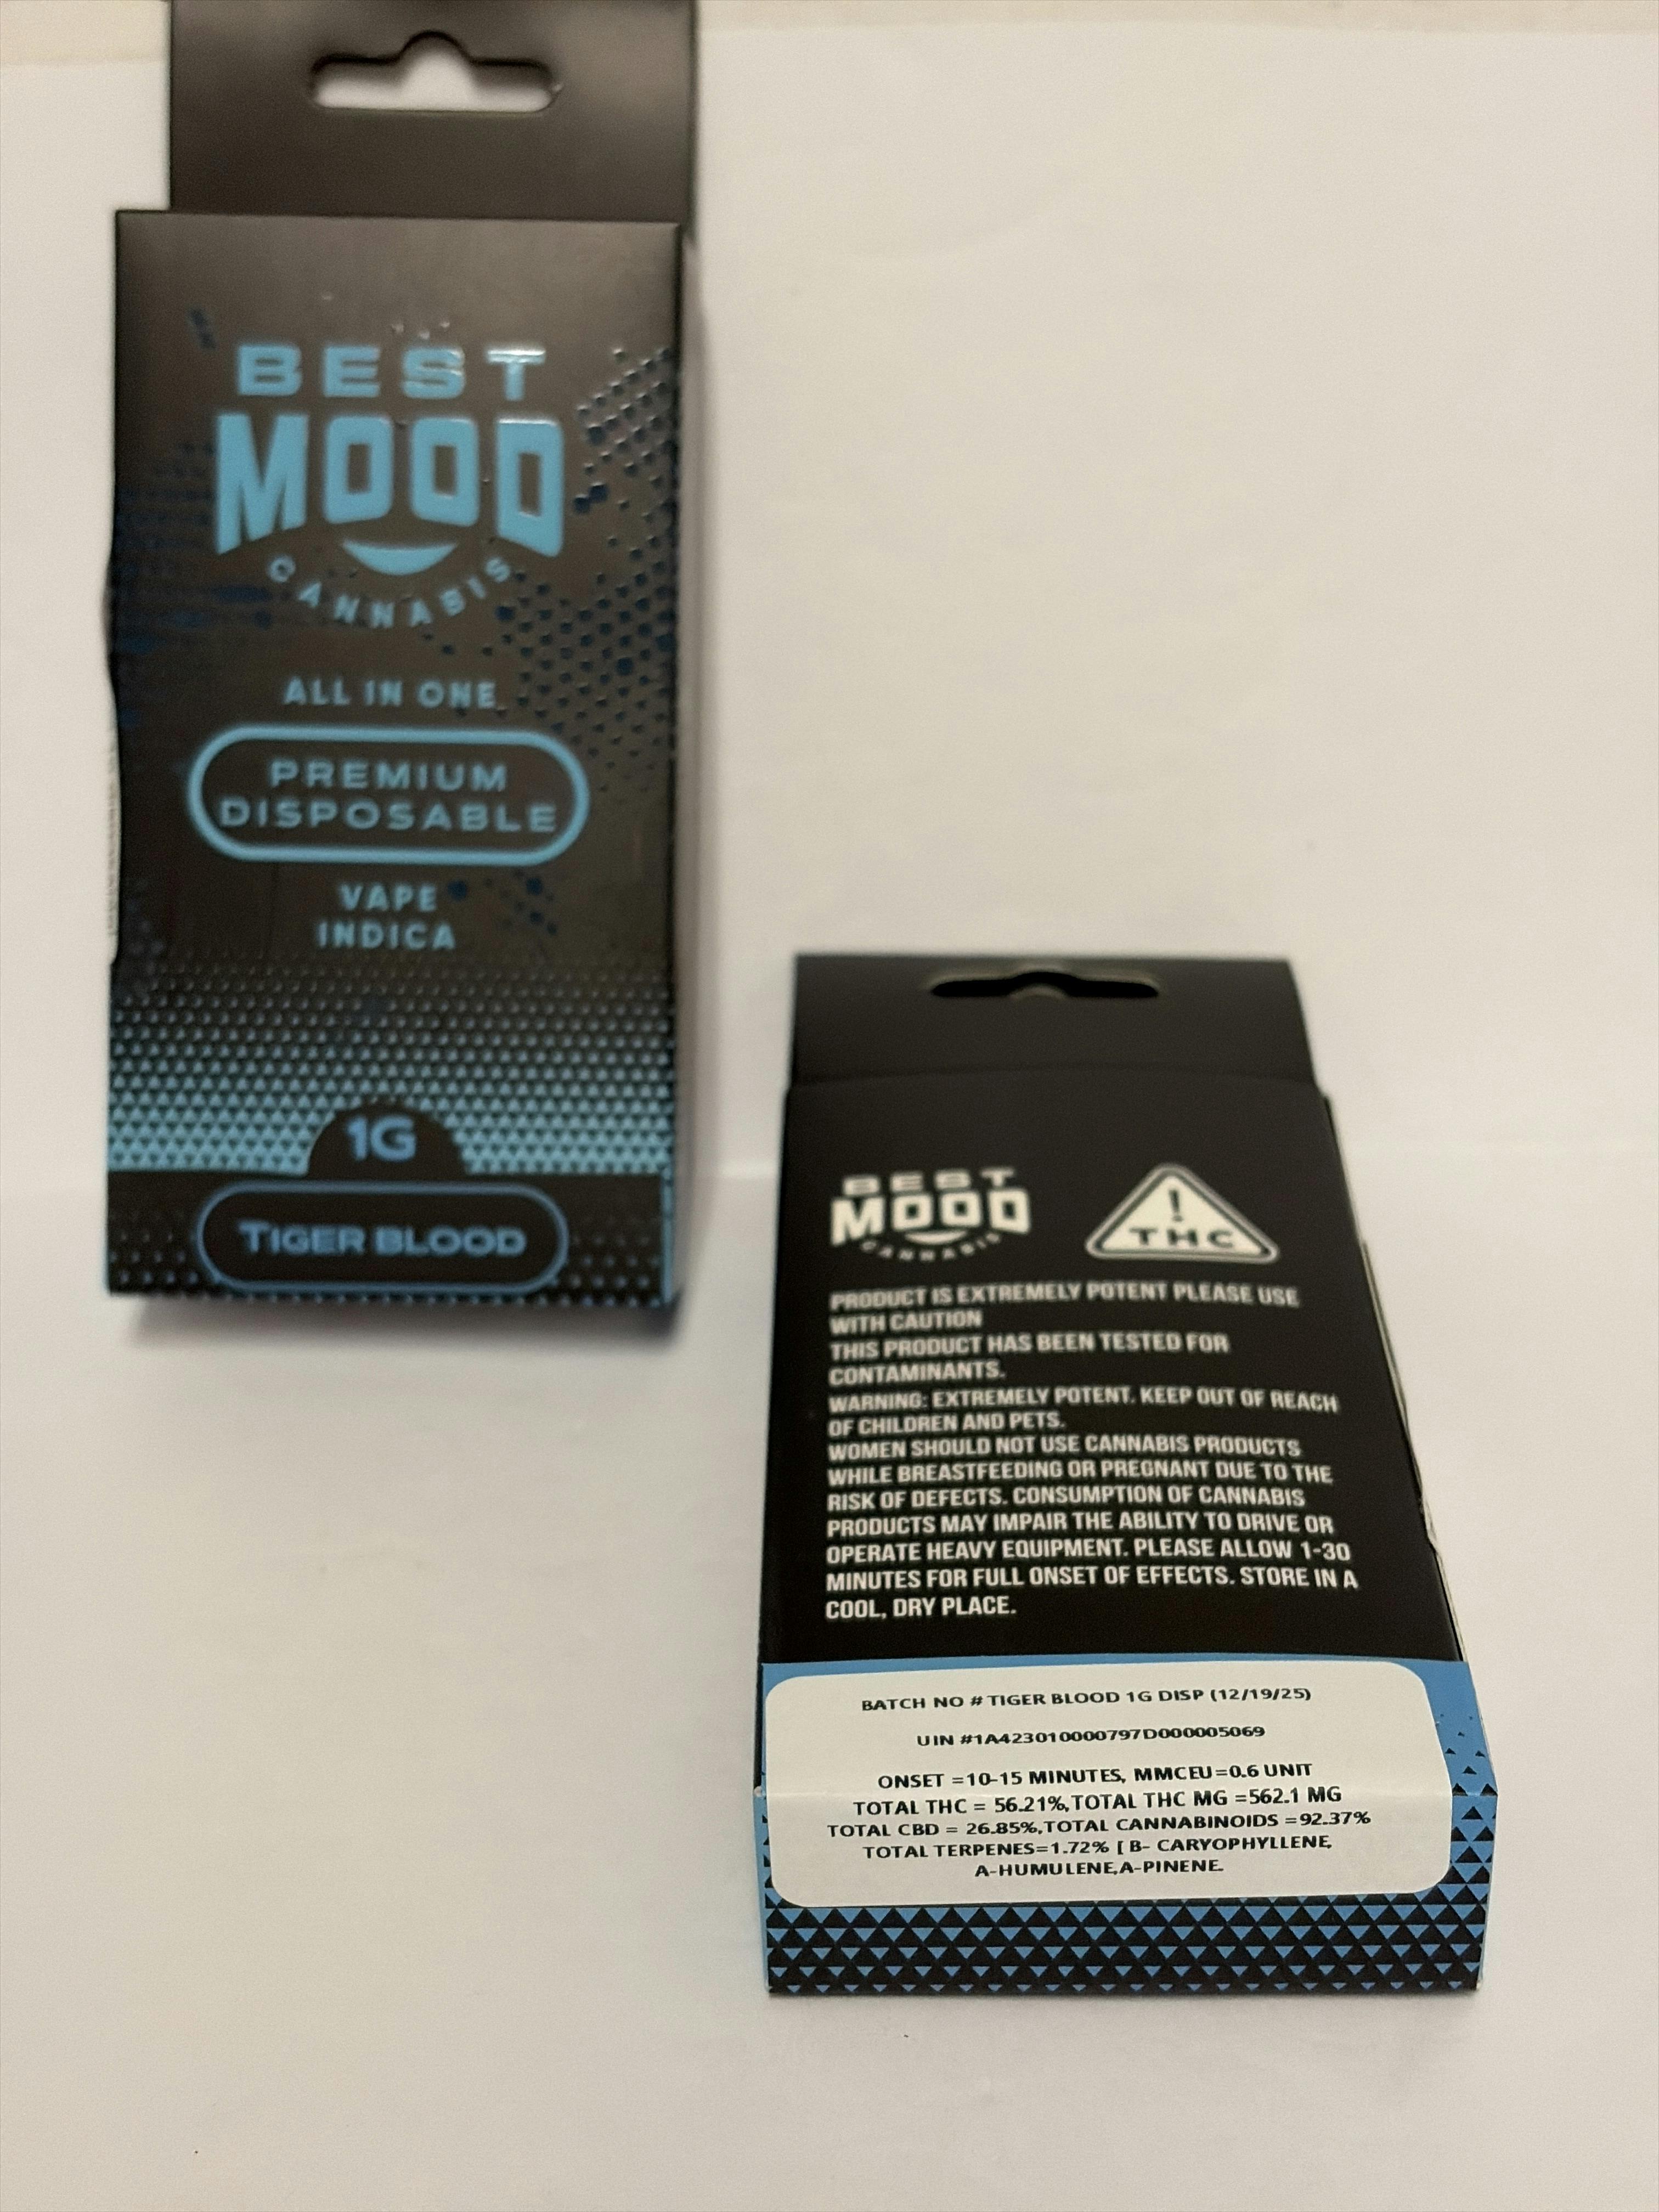 BEST
MOOD
CANNABIS
ALL IN ONE
PREMIUM
DISPOSABLE
VAPE
INDICA
1G
TIGER BLOOD
BEST
MOOD
CANNABIS
!
THC
PRODUCT IS EXTREMELY POTENT PLEASE USE
WITH CAUTION
THIS PRODUCT HAS BEEN TESTED FOR
CONTAMINANTS.
WARNING: EXTREMELY POTENT. KEEP OUT OF REACH
OF CHILDREN AND PETS.
WOMEN SHOULD NOT USE CANNABIS PRODUCTS
WHILE BREASTFEEDING OR PREGNANT DUE TO THE
RISK OF DEFECTS. CONSUMPTION OF CANNABIS
PRODUCTS MAY IMPAIR THE ABILITY TO DRIVE OR
OPERATE HEAVY EQUIPMENT. PLEASE ALLOW 1-30
MINUTES FOR FULL ONSET OF EFFECTS. STORE IN A
COOL, DRY PLACE.
BATCH NO # TIGER BLOOD 1G DISP (12/19/25)
UIN #1A423010000797D000005069
ONSET =10-15 MINUTES, MMCEU=0.6 UNIT
TOTAL THC = 56.21%,TOTAL THC MG =562.1 MG
TOTAL CBD = 26.85%,TOTAL CANNABINOIDS =92.37%
TOTAL TERPENES=1.72% [ B- CARYOPHYLLENE,
A-HUMULENE,A-PINENE.